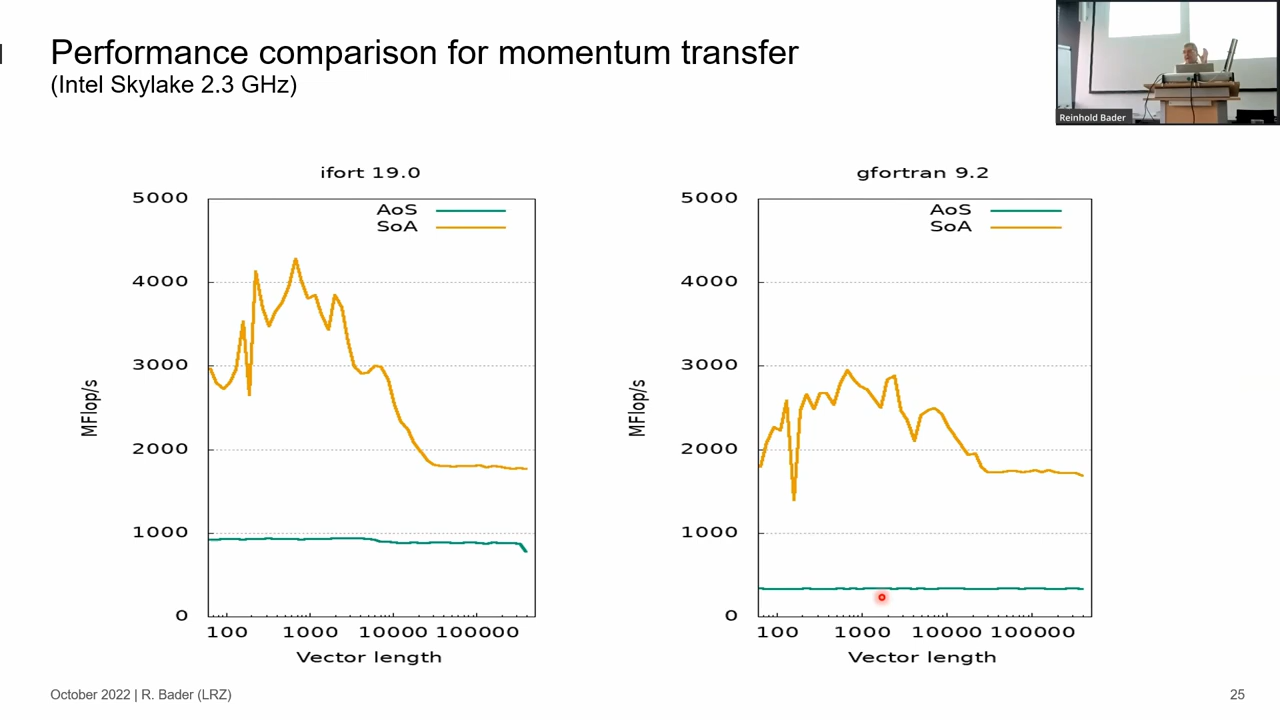 Performance comparison for momentum transfer
(Intel Skylake 2.3 GHz)
Reinhold Bader
ifort 19.0
5000
4000
3000
2000
1000
0
MFlop/s
AoS
SoA
100 1000 10000 100000
Vector length
gfortran 9.2
5000
4000
3000
2000
1000
0
MFlop/s
AoS
SoA
100 1000 10000 100000
Vector length
October 2022 | R. Bader (LRZ)
25